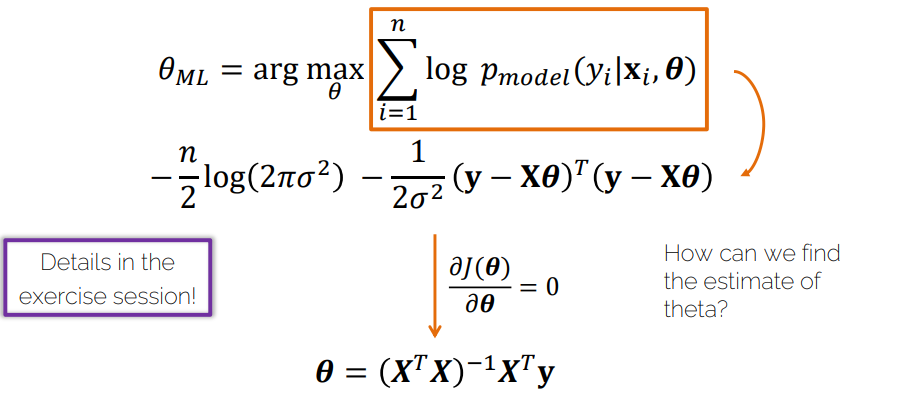 θ_ML = arg max_θ ∑_{i=1}^{n} log p_model(y_i|𝐱_i, 𝛉)
− n/2 log(2πσ²) − 1/(2σ²) (𝐲 − 𝐗𝛉)^T (𝐲 − 𝐗𝛉)
Details in the
exercise session!
∂J(𝛉)/∂𝛉 = 0
How can we find
the estimate of
theta?
𝛉 = (𝑿^T 𝑿)^{−1} 𝑿^T 𝐲